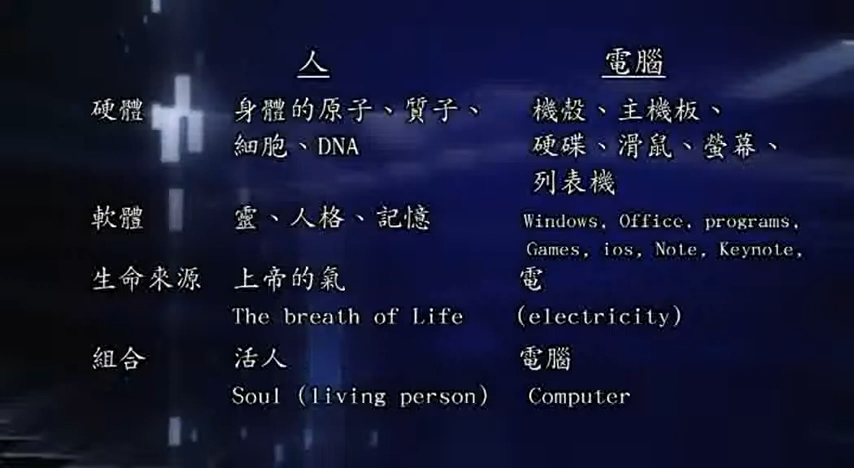 人 電腦
硬體 身體的原子、質子、 機殼、主機板、
細胞、DNA 硬碟、滑鼠、螢幕、
列表機
軟體 靈、人格、記憶 Windows, Office, programs,
Games, ios, Note, Keynote,
生命來源 上帝的氣 電
The breath of Life (electricity)
組合 活人 電腦
Soul (living person) Computer